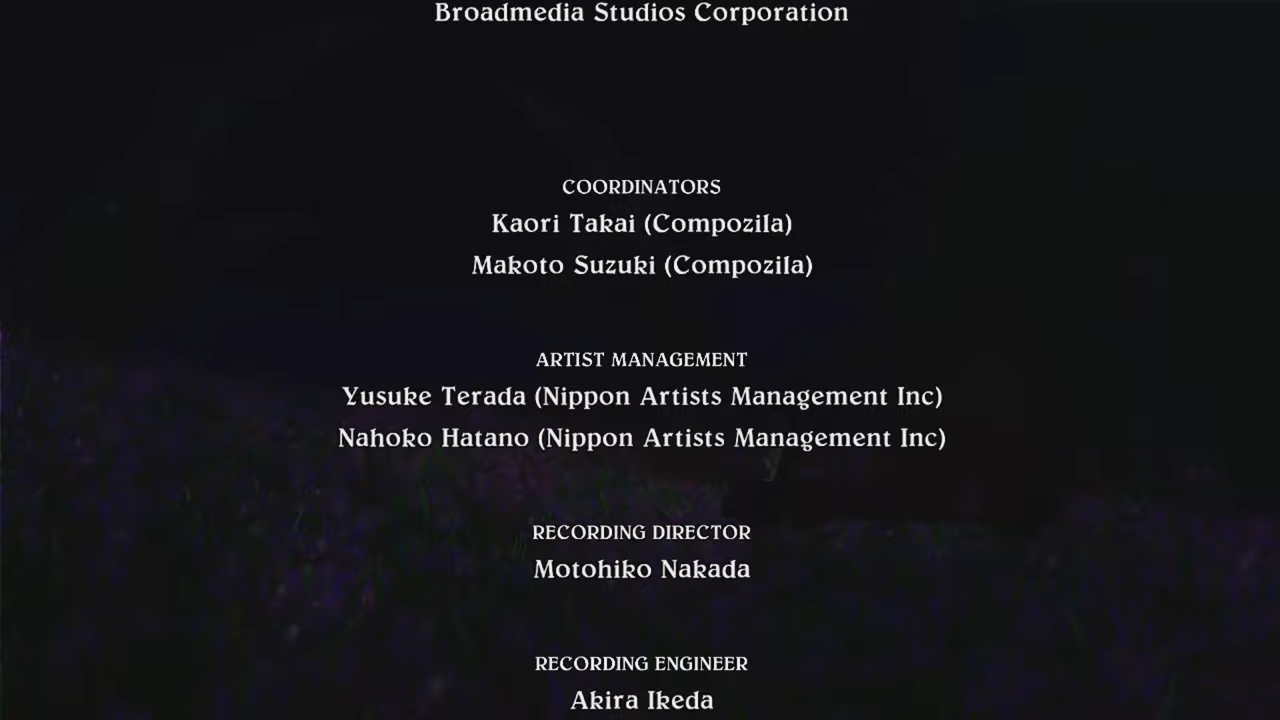 Broadmedia Studios Corporation
COORDINATORS
Kaori Takai (Compozila)
Makoto Suzuki (Compozila)
ARTIST MANAGEMENT
Yusuke Terada (Nippon Artists Management Inc)
Nahoko Hatano (Nippon Artists Management Inc)
RECORDING DIRECTOR
Motohiko Nakada
RECORDING ENGINEER
Akira Ikeda